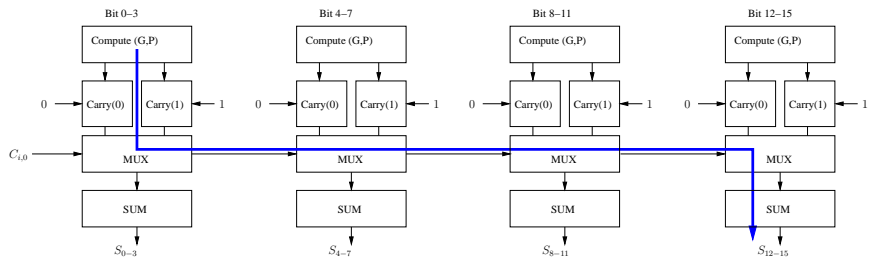 Bit 0–3 Bit 4–7 Bit 8–11 Bit 12–15
Compute (G,P) Compute (G,P) Compute (G,P) Compute (G,P)
0 Carry(0) Carry(1) 1 0 Carry(0) Carry(1) 1 0 Carry(0) Carry(1) 1 0 Carry(0) Carry(1) 1
C_{i,0} MUX MUX MUX MUX
SUM SUM SUM SUM
S_{0−3} S_{4−7} S_{8−11} S_{12−15}